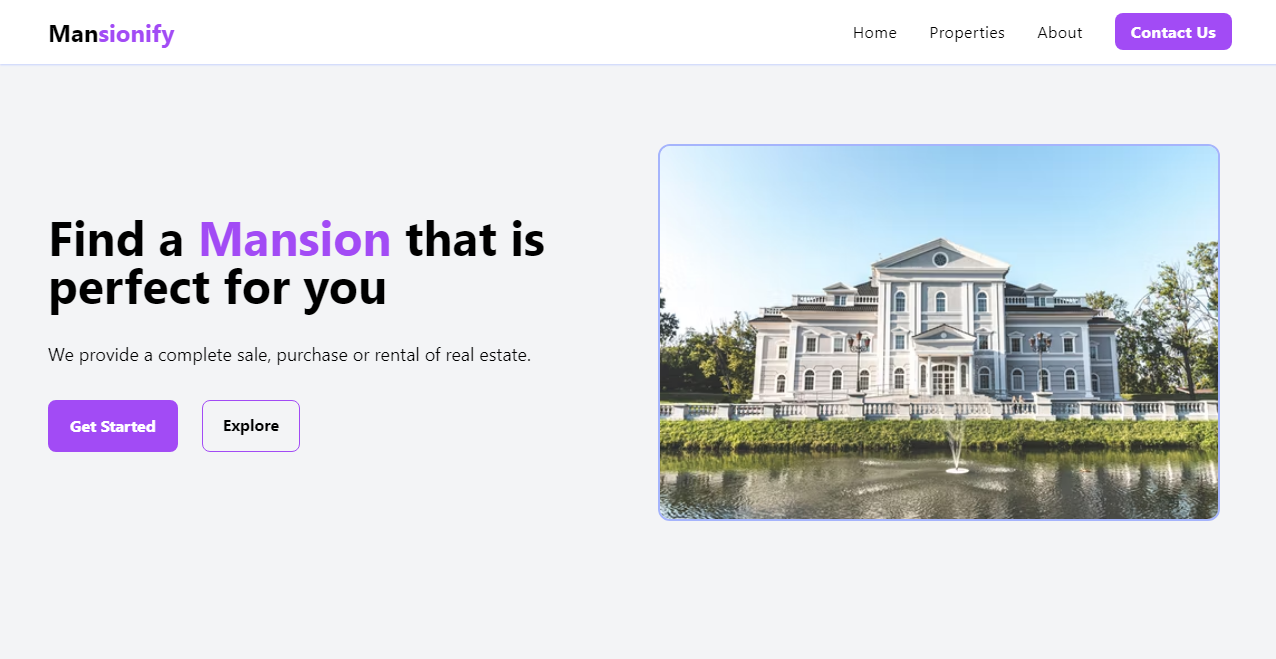 Mansionify
Home Properties About Contact Us
Find a Mansion that is
perfect for you
We provide a complete sale, purchase or rental of real estate.
Get Started Explore